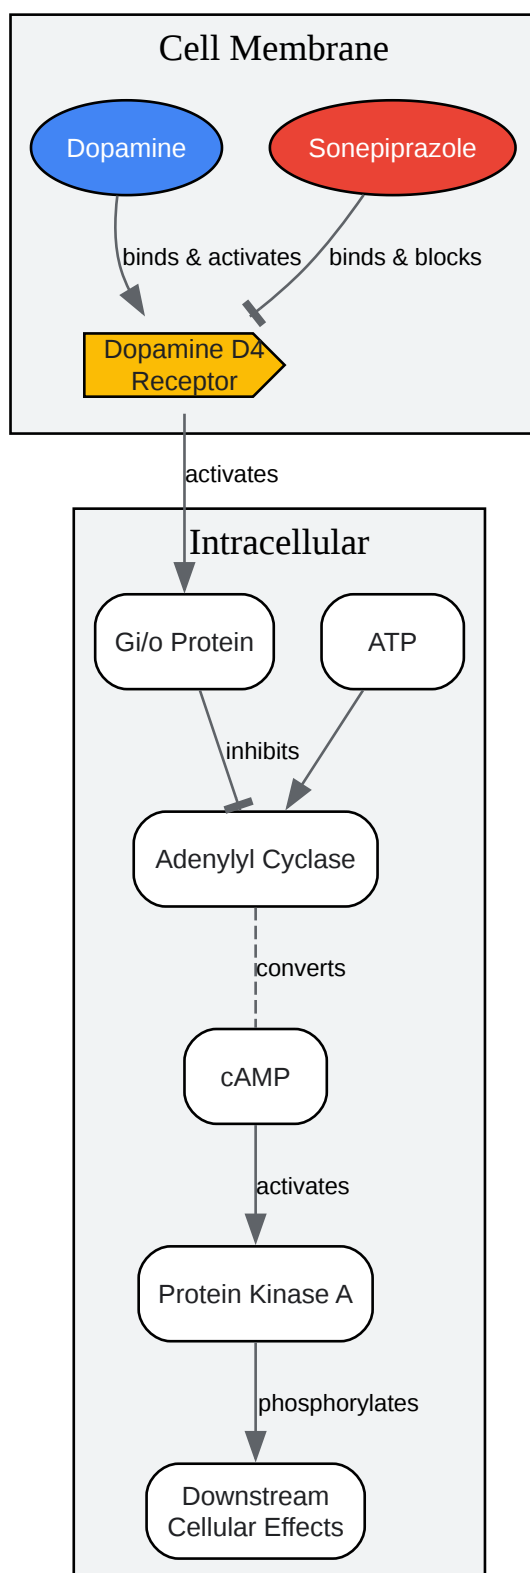 Cell Membrane
Dopamine
Sonepiprazole
binds & activates
binds & blocks
Dopamine D4
Receptor
activates
Intracellular
Gi/o Protein
ATP
inhibits
Adenylyl Cyclase
converts
cAMP
activates
Protein Kinase A
phosphorylates
Downstream
Cellular Effects